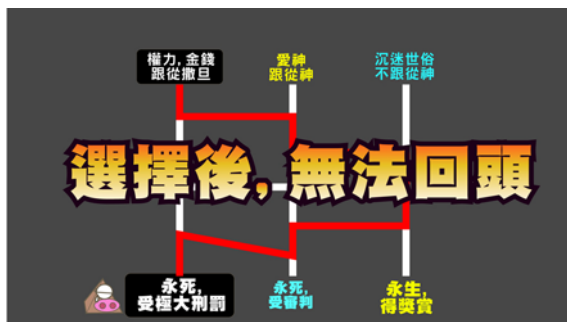 權力, 金錢
跟從撒旦
愛神
跟從神
沉迷世俗
不跟從神
選擇後, 無法回頭
永死,
受極大刑罰
永死,
受審判
永生,
得獎賞